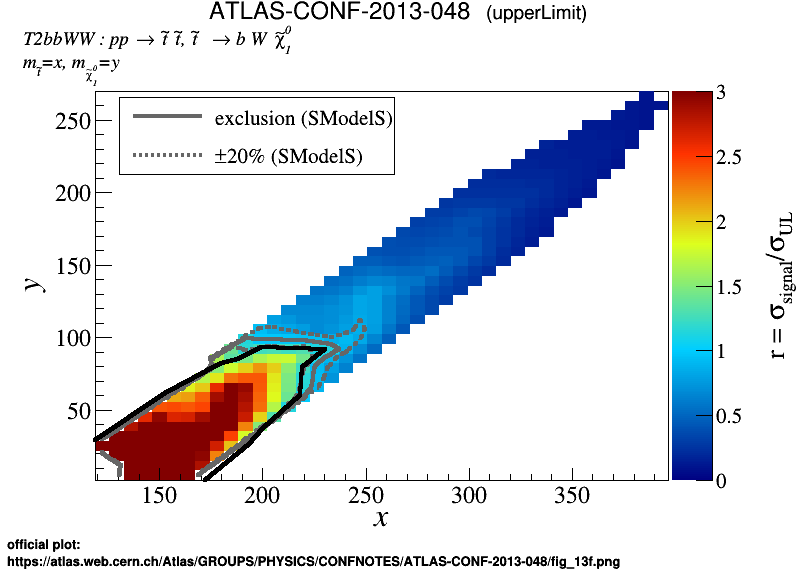 ATLAS-CONF-2013-048 (upperLimit)
T2bbWW : pp → t̃ t̃, t̃ → b W χ̃⁰₁
m_t̃=x, m_χ̃⁰₁=y
exclusion (SModelS)
±20% (SModelS)
250
200
150
100
50
y
150 200 250 300 350
x
3
2.5
2
1.5
1
0.5
0
r = σ_signal/σ_UL
official plot:
https://atlas.web.cern.ch/Atlas/GROUPS/PHYSICS/CONFNOTES/ATLAS-CONF-2013-048/fig_13f.png